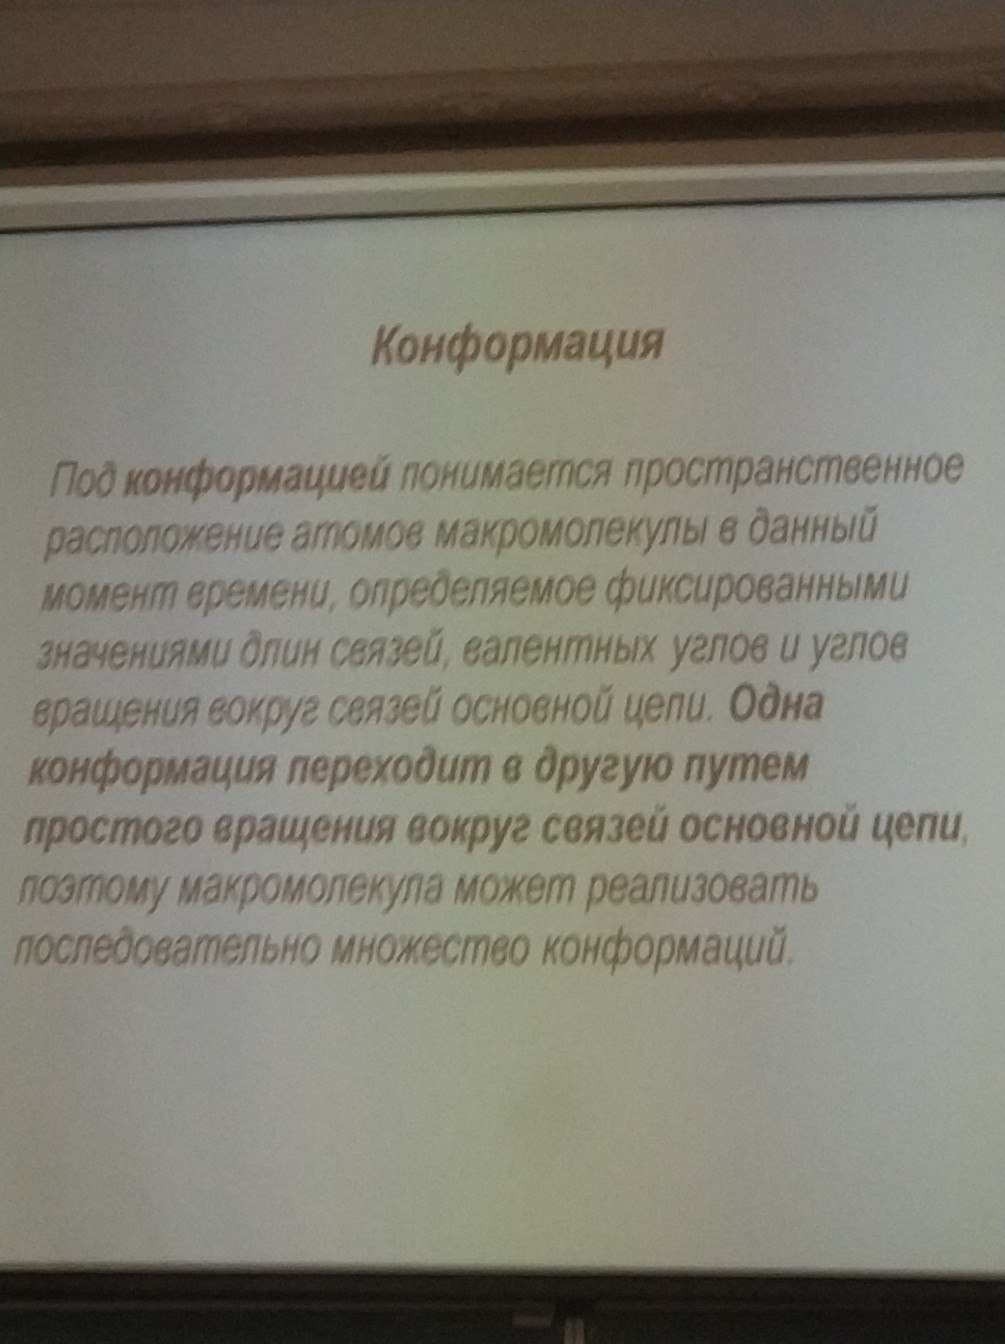 Конформация
Под конформацией понимается пространственное
расположение атомов макромолекулы в данный
момент времени, определяемое фиксированными
значениями длин связей, валентных углов и углов
вращения вокруг связей основной цепи. Одна
конформация переходит в другую путем
простого вращения вокруг связей основной цепи,
поэтому макромолекула может реализовать
последовательно множество конформаций.